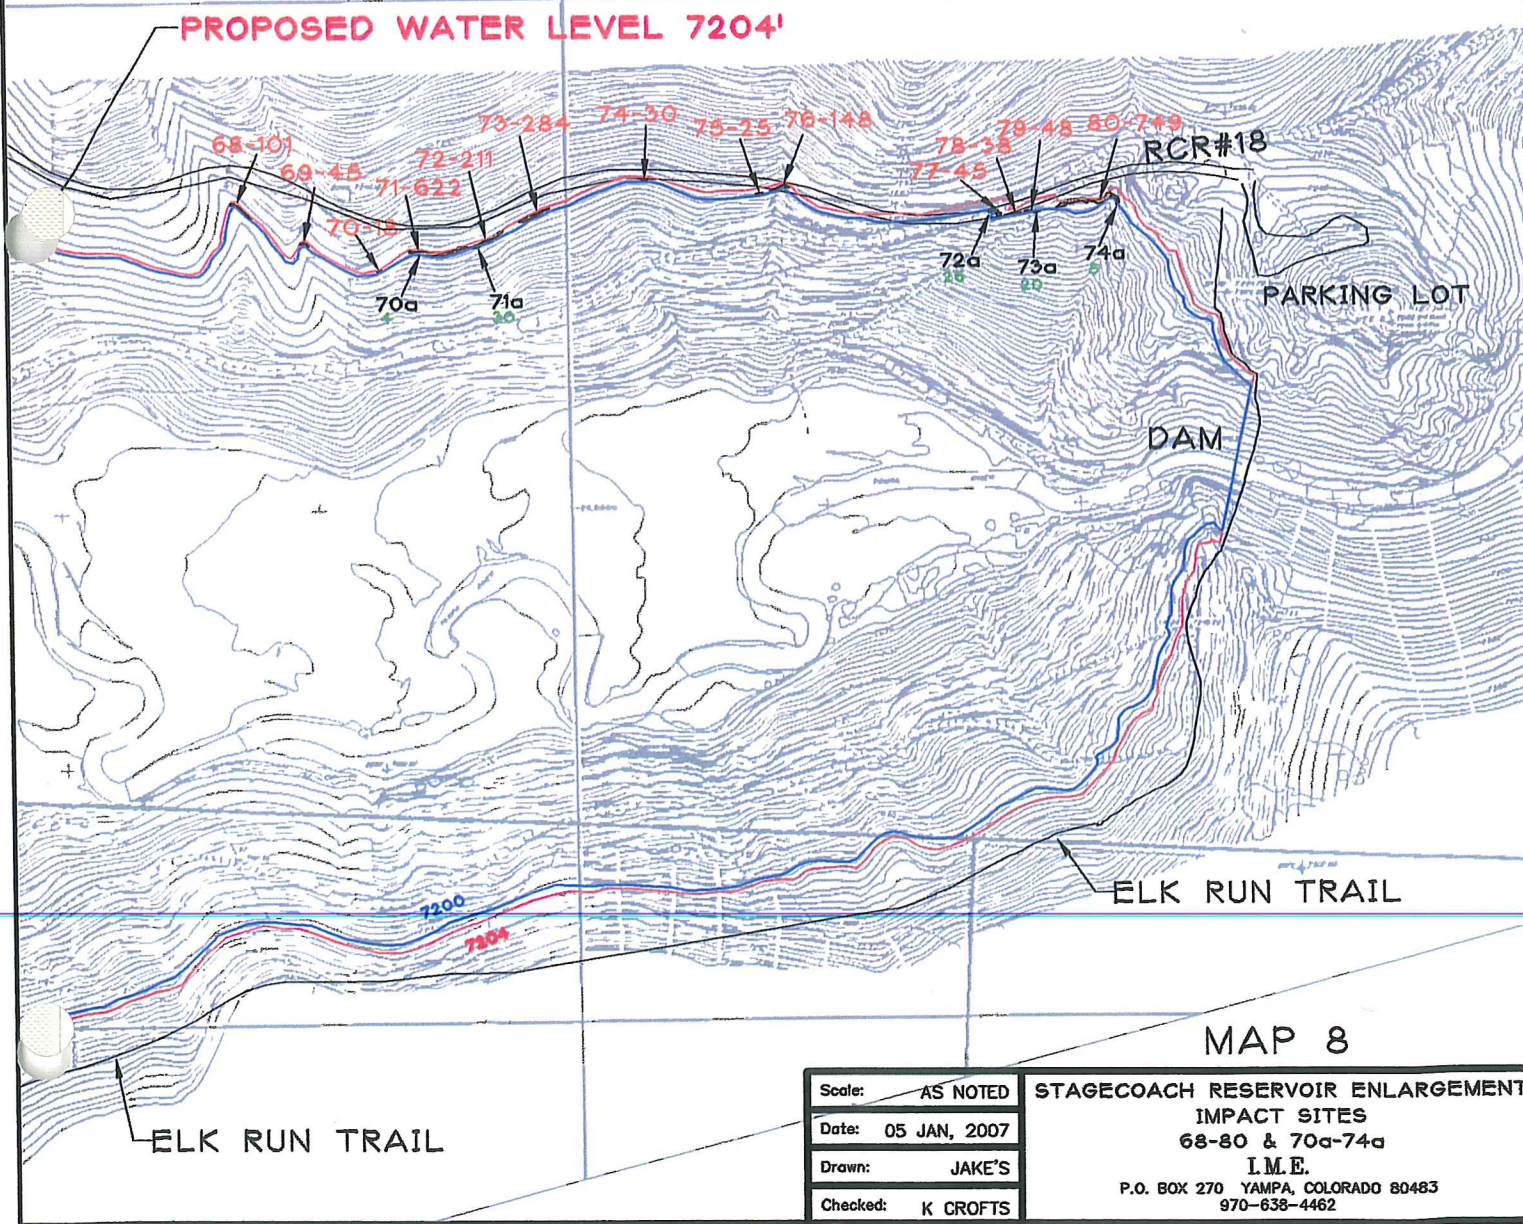 PROPOSED WATER LEVEL 7204'
68-101
69-45
70-18
71-622
72-211
73-284
74-30
75-25
76-148
77-45
78-38
79-48
80-749
RCR#18
70a
4
71a
20
72a
73a
20
74a
5
PARKING LOT
DAM
7200
7204
ELK RUN TRAIL
ELK RUN TRAIL
MAP 8
Scale: AS NOTED
Date: 05 JAN, 2007
Drawn: JAKE'S
Checked: K CROFTS
STAGECOACH RESERVOIR ENLARGEMENT
IMPACT SITES
68-80 & 70a-74a
I.M.E.
P.O. BOX 270 YAMPA, COLORADO 80483
970-638-4462